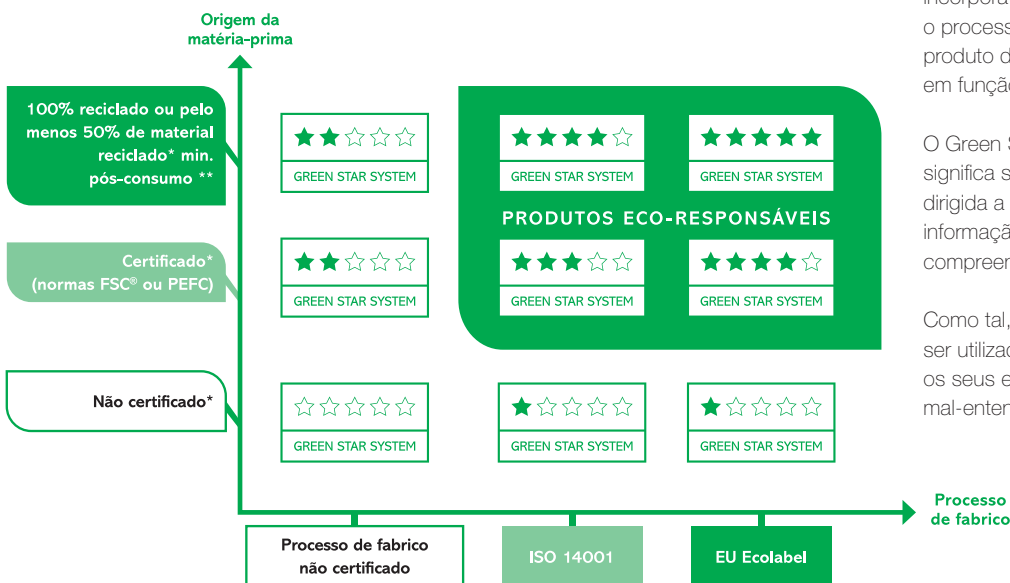 Origem da
matéria-prima
100% reciclado ou pelo
menos 50% de material
reciclado* min.
pós-consumo **
GREEN STAR SYSTEM
GREEN STAR SYSTEM
GREEN STAR SYSTEM
PRODUTOS ECO-RESPONSÁVEIS
Certificado*
(normas FSC® ou PEFC)
GREEN STAR SYSTEM
GREEN STAR SYSTEM
GREEN STAR SYSTEM
Não certificado*
GREEN STAR SYSTEM
GREEN STAR SYSTEM
GREEN STAR SYSTEM
Processo
de fabrico
Processo de fabrico
não certificado
ISO 14001
EU Ecolabel
o process
produto d
em função
O Green S
significa s
dirigida a
informaçã
compreer
Como tal,
ser utilizad
os seus e
mal-enter